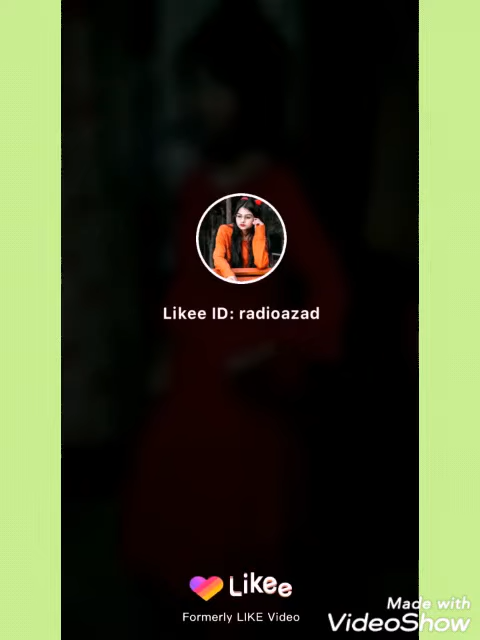 Likee ID: radioazad
Likee
Formerly LIKE Video
Made with
VideoShow